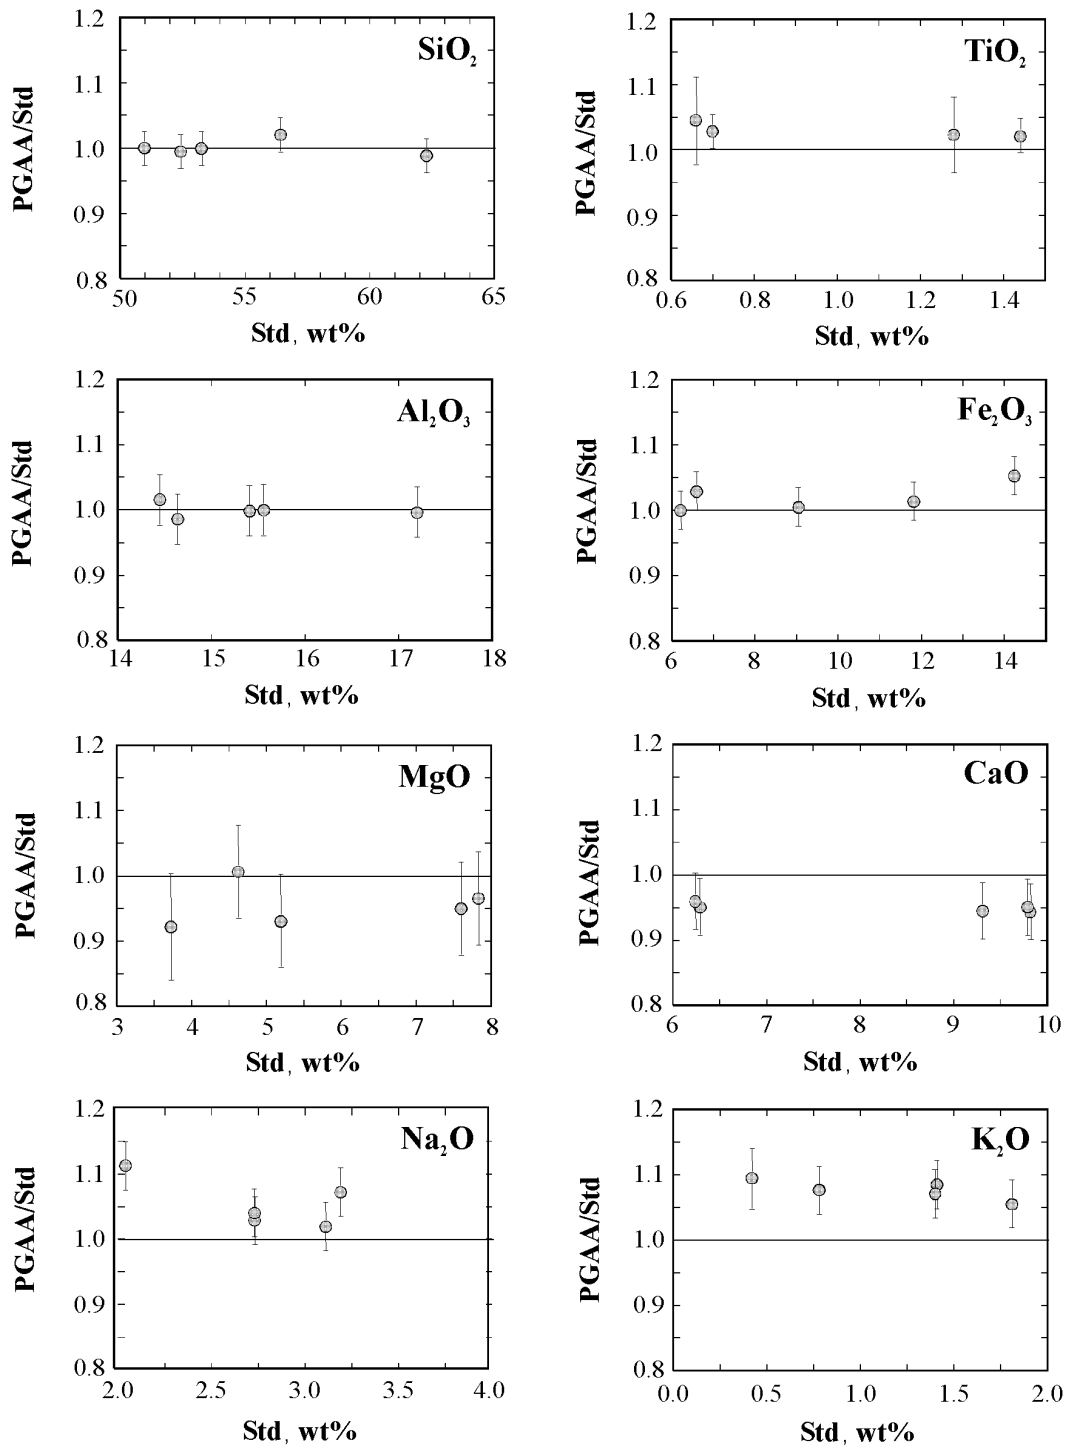 SiO₂
PGAA/Std
1.2
1.1
1.0
0.9
0.8
50 55 60 65
Std, wt%
TiO₂
PGAA/Std
1.2
1.1
1.0
0.9
0.8
0.6 0.8 1.0 1.2 1.4
Std, wt%
Al₂O₃
PGAA/Std
1.2
1.1
1.0
0.9
0.8
14 15 16 17 18
Std, wt%
Fe₂O₃
PGAA/Std
1.2
1.1
1.0
0.9
0.8
6 8 10 12 14
Std, wt%
MgO
PGAA/Std
1.2
1.1
1.0
0.9
0.8
3 4 5 6 7 8
Std, wt%
CaO
PGAA/Std
1.2
1.1
1.0
0.9
0.8
6 7 8 9 10
Std, wt%
Na₂O
PGAA/Std
1.2
1.1
1.0
0.9
0.8
2.0 2.5 3.0 3.5 4.0
Std, wt%
K₂O
PGAA/Std
1.2
1.1
1.0
0.9
0.8
0.0 0.5 1.0 1.5 2.0
Std, wt%